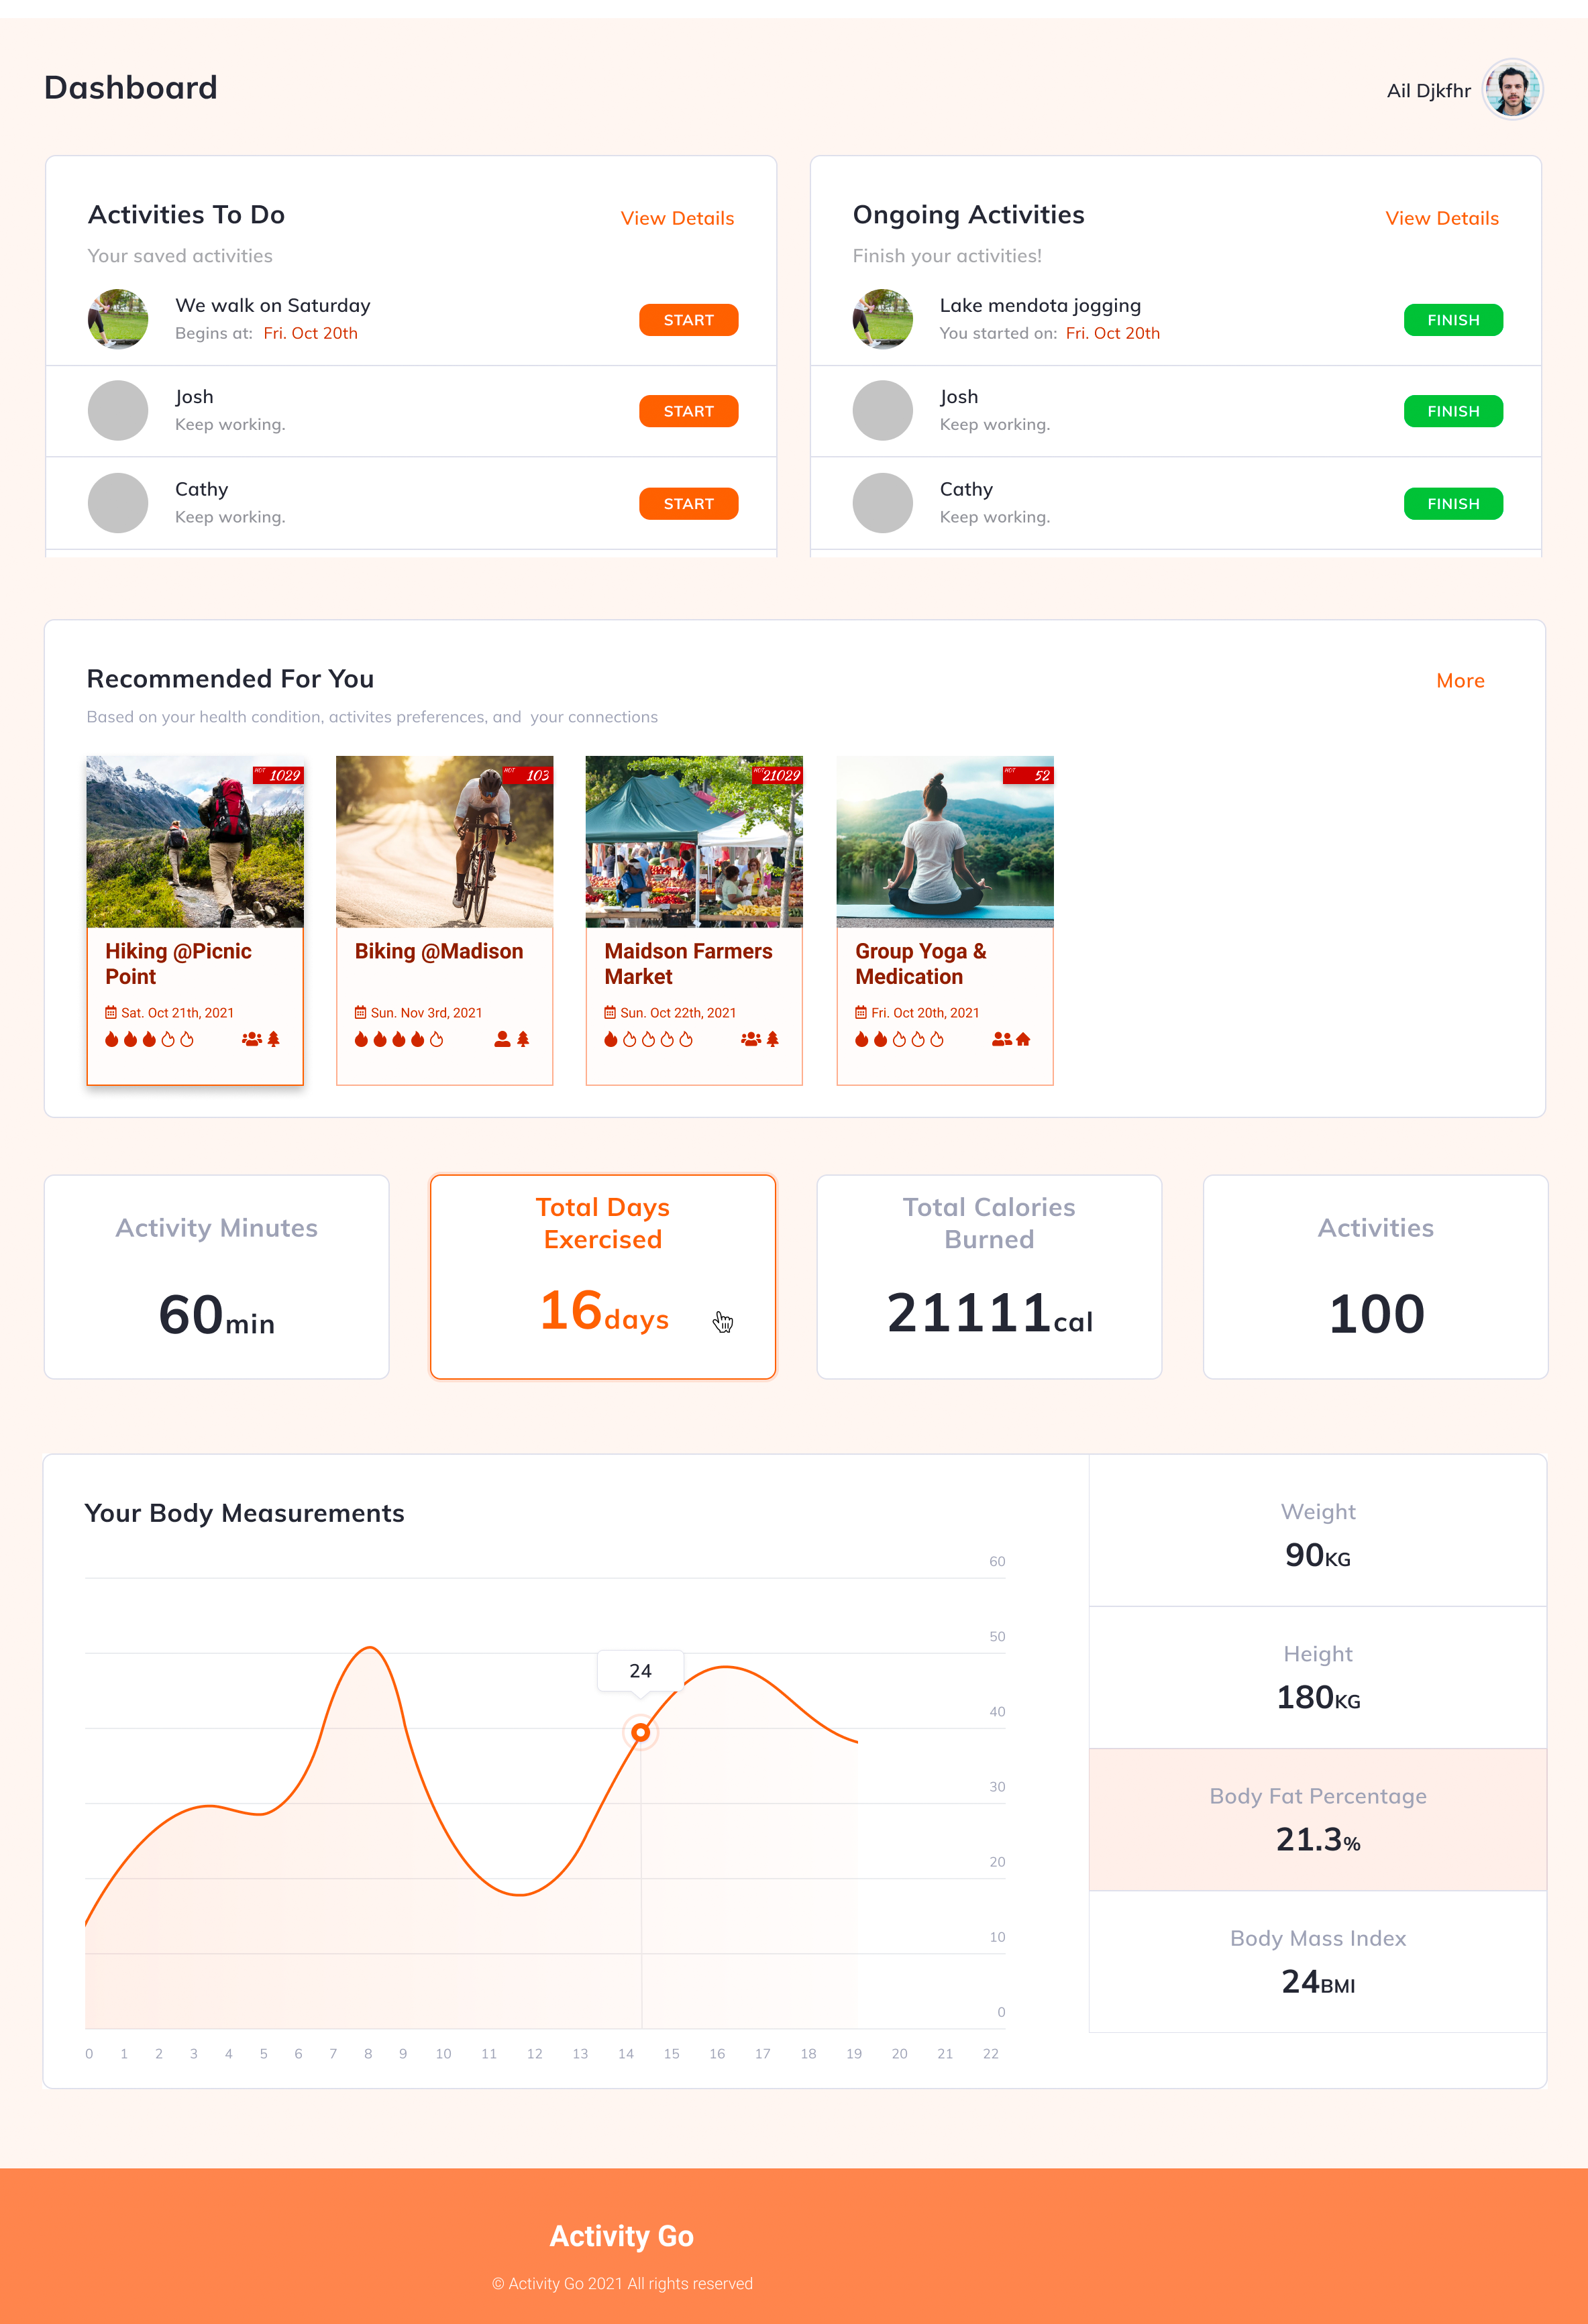 Dashboard
Ail Djkfhr
Activities To Do
View Details
Your saved activities
We walk on Saturday
Begins at: Fri. Oct 20th
START
Josh
Keep working.
START
Cathy
Keep working.
START
Ongoing Activities
View Details
Finish your activities!
Lake mendota jogging
You started on: Fri. Oct 20th
FINISH
Josh
Keep working.
FINISH
Cathy
Keep working.
FINISH
Recommended For You
More
Based on your health condition, activites preferences, and your connections
HOT 1029
Hiking @Picnic
Point
Sat. Oct 21th, 2021
HOT 103
Biking @Madison
Sun. Nov 3rd, 2021
HOT 21029
Maidson Farmers
Market
Sun. Oct 22th, 2021
HOT 52
Group Yoga &
Medication
Fri. Oct 20th, 2021
Activity Minutes
60min
Total Days
Exercised
16days
Total Calories
Burned
21111cal
Activities
100
Your Body Measurements
60
50
24
40
30
20
10
0
0 1 2 3 4 5 6 7 8 9 10 11 12 13 14 15 16 17 18 19 20 21 22
Weight
90KG
Height
180KG
Body Fat Percentage
21.3%
Body Mass Index
24BMI
Activity Go
© Activity Go 2021 All rights reserved